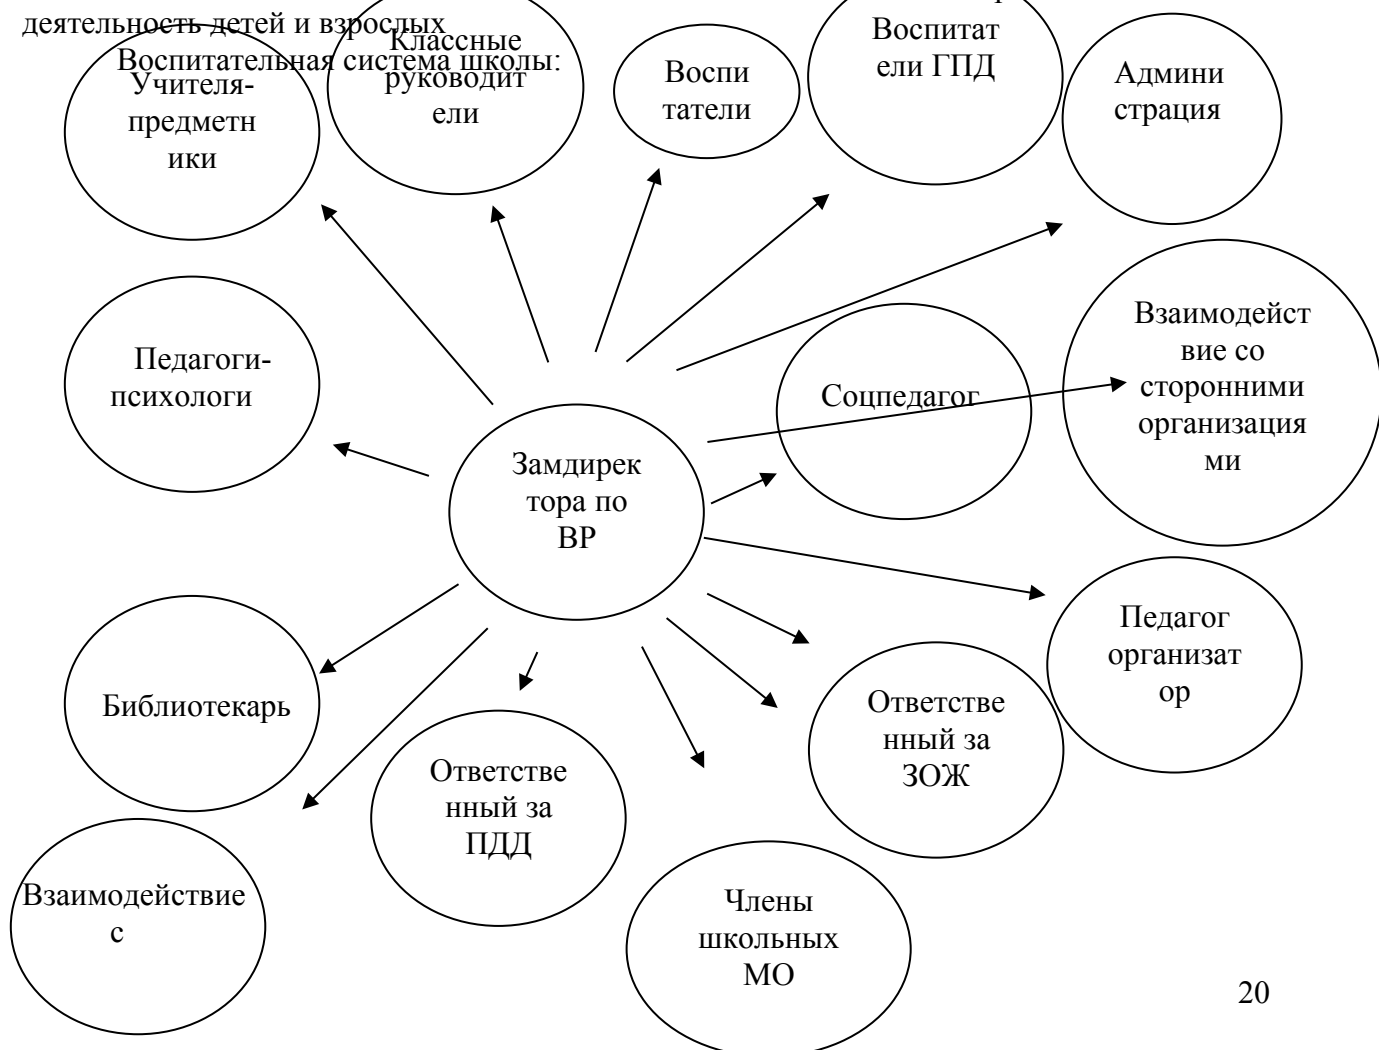 деятельность детей и взрослых
Воспитательная система школы:
Учителя-
предметн
ики
Классные
руководит
ели
Воспи
татели
Воспитат
ели ГПД
Админи
страция
Педагоги-
психологи
Соцпедагог
Взаимодейст
вие со
сторонними
организация
ми
Замдирек
тора по
ВР
Педагог
организат
ор
Библиотекарь
Ответстве
нный за
ЗОЖ
Ответстве
нный за
ПДД
Взаимодействие
с
Члены
школьных
МО
20